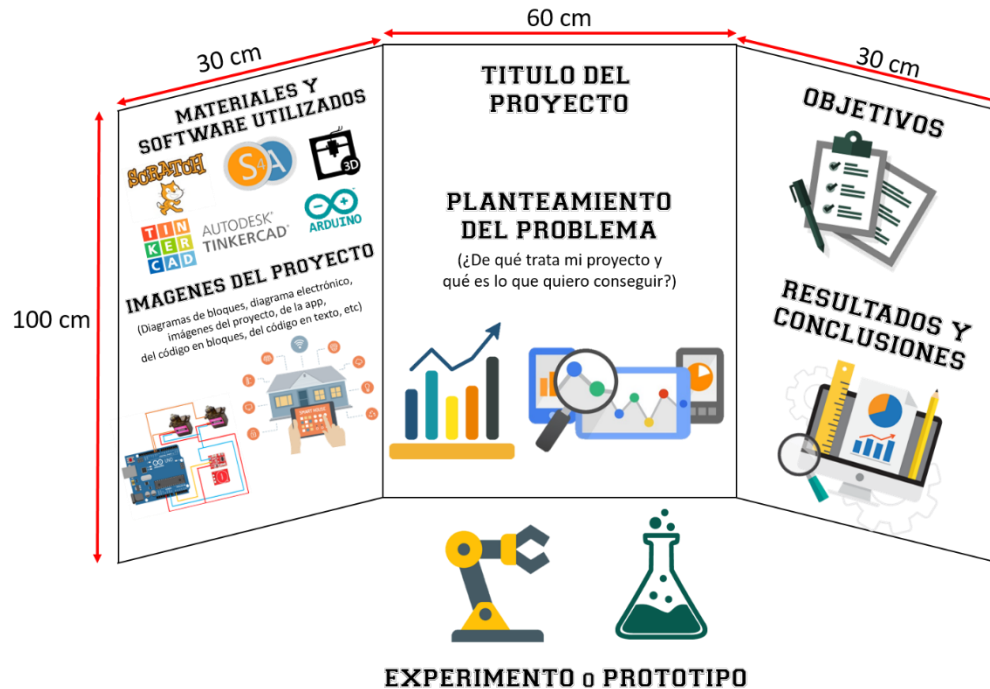 60 cm
30 cm
30 cm
100 cm
MATERIALES Y
SOFTWARE UTILIZADOS
SCRATCH
S4A
3D
TIN
KER
CAD
AUTODESK®
TINKERCAD®
ARDUINO
IMAGENES DEL PROYECTO
(Diagramas de bloques, diagrama electrónico,
imágenes del proyecto, de la app,
del código en bloques, del código en texto, etc)
TITULO DEL
PROYECTO
PLANTEAMIENTO
DEL PROBLEMA
(¿De qué trata mi proyecto y
qué es lo que quiero conseguir?)
OBJETIVOS
RESULTADOS Y
CONCLUSIONES
EXPERIMENTO o PROTOTIPO